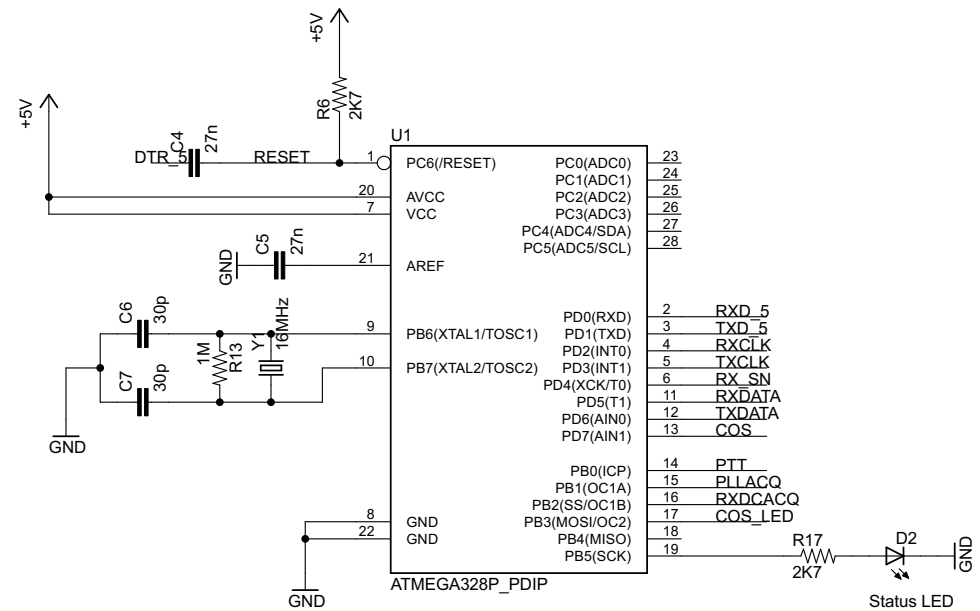 +5V
R6
2K7
+5V
C4
27n
DTR_5
RESET
U1
1
PC6(/RESET)
20
AVCC
7
VCC
GND
C5
27n
21
AREF
C6
30p
9
PB6(XTAL1/TOSC1)
1M
R13
Y1
16MHz
10
PB7(XTAL2/TOSC2)
C7
30p
GND
8
GND
22
GND
GND
PC0(ADC0) 23
PC1(ADC1) 24
PC2(ADC2) 25
PC3(ADC3) 26
PC4(ADC4/SDA) 27
PC5(ADC5/SCL) 28
PD0(RXD) 2 RXD_5
PD1(TXD) 3 TXD_5
PD2(INT0) 4 RXCLK
PD3(INT1) 5 TXCLK
PD4(XCK/T0) 6 RX_SN
PD5(T1) 11 RXDATA
PD6(AIN0) 12 TXDATA
PD7(AIN1) 13 COS
PB0(ICP) 14 PTT
PB1(OC1A) 15 PLLACQ
PB2(SS/OC1B) 16 RXDCACQ
PB3(MOSI/OC2) 17 COS_LED
PB4(MISO) 18
PB5(SCK) 19
ATMEGA328P_PDIP
R17
2K7
D2
GND
Status LED